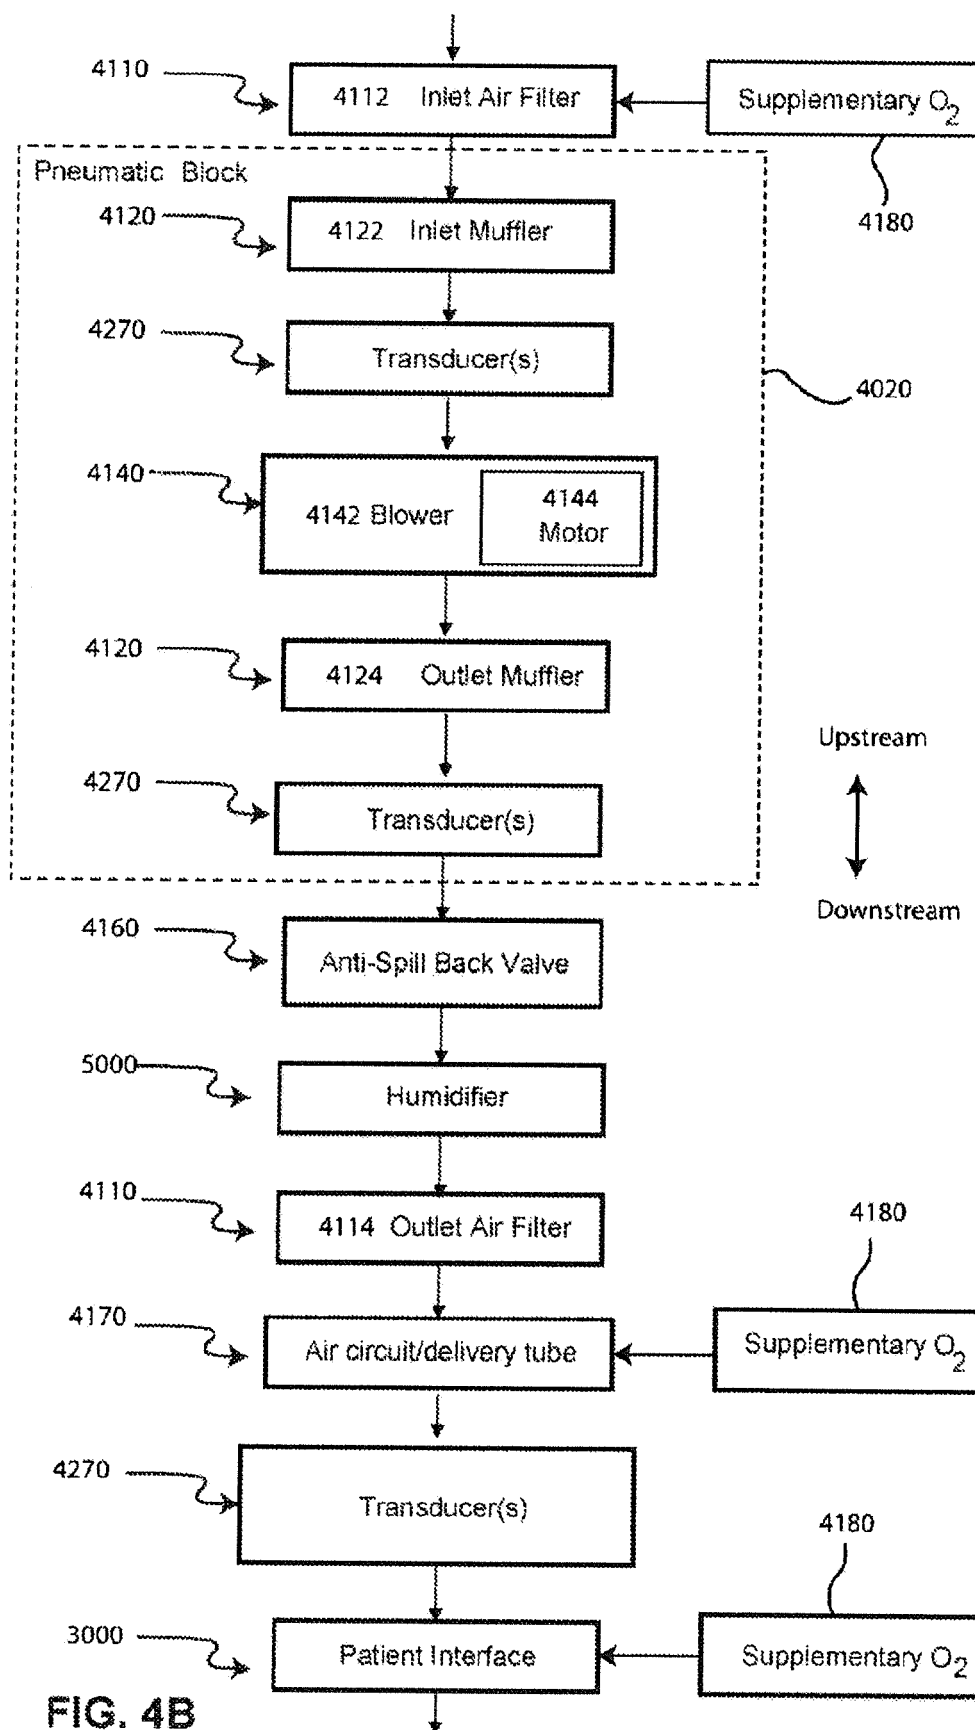 4110
4112 Inlet Air Filter
Supplementary O2
4180
Pneumatic Block
4120
4122 Inlet Muffler
4270
Transducer(s)
4020
4140
4142 Blower
4144
Motor
4120
4124 Outlet Muffler
Upstream
4270
Transducer(s)
Downstream
4160
Anti-Spill Back Valve
5000
Humidifier
4110
4114 Outlet Air Filter
4180
4170
Air circuit/delivery tube
Supplementary O2
4270
Transducer(s)
4180
3000
Patient Interface
Supplementary O2
FIG. 4B